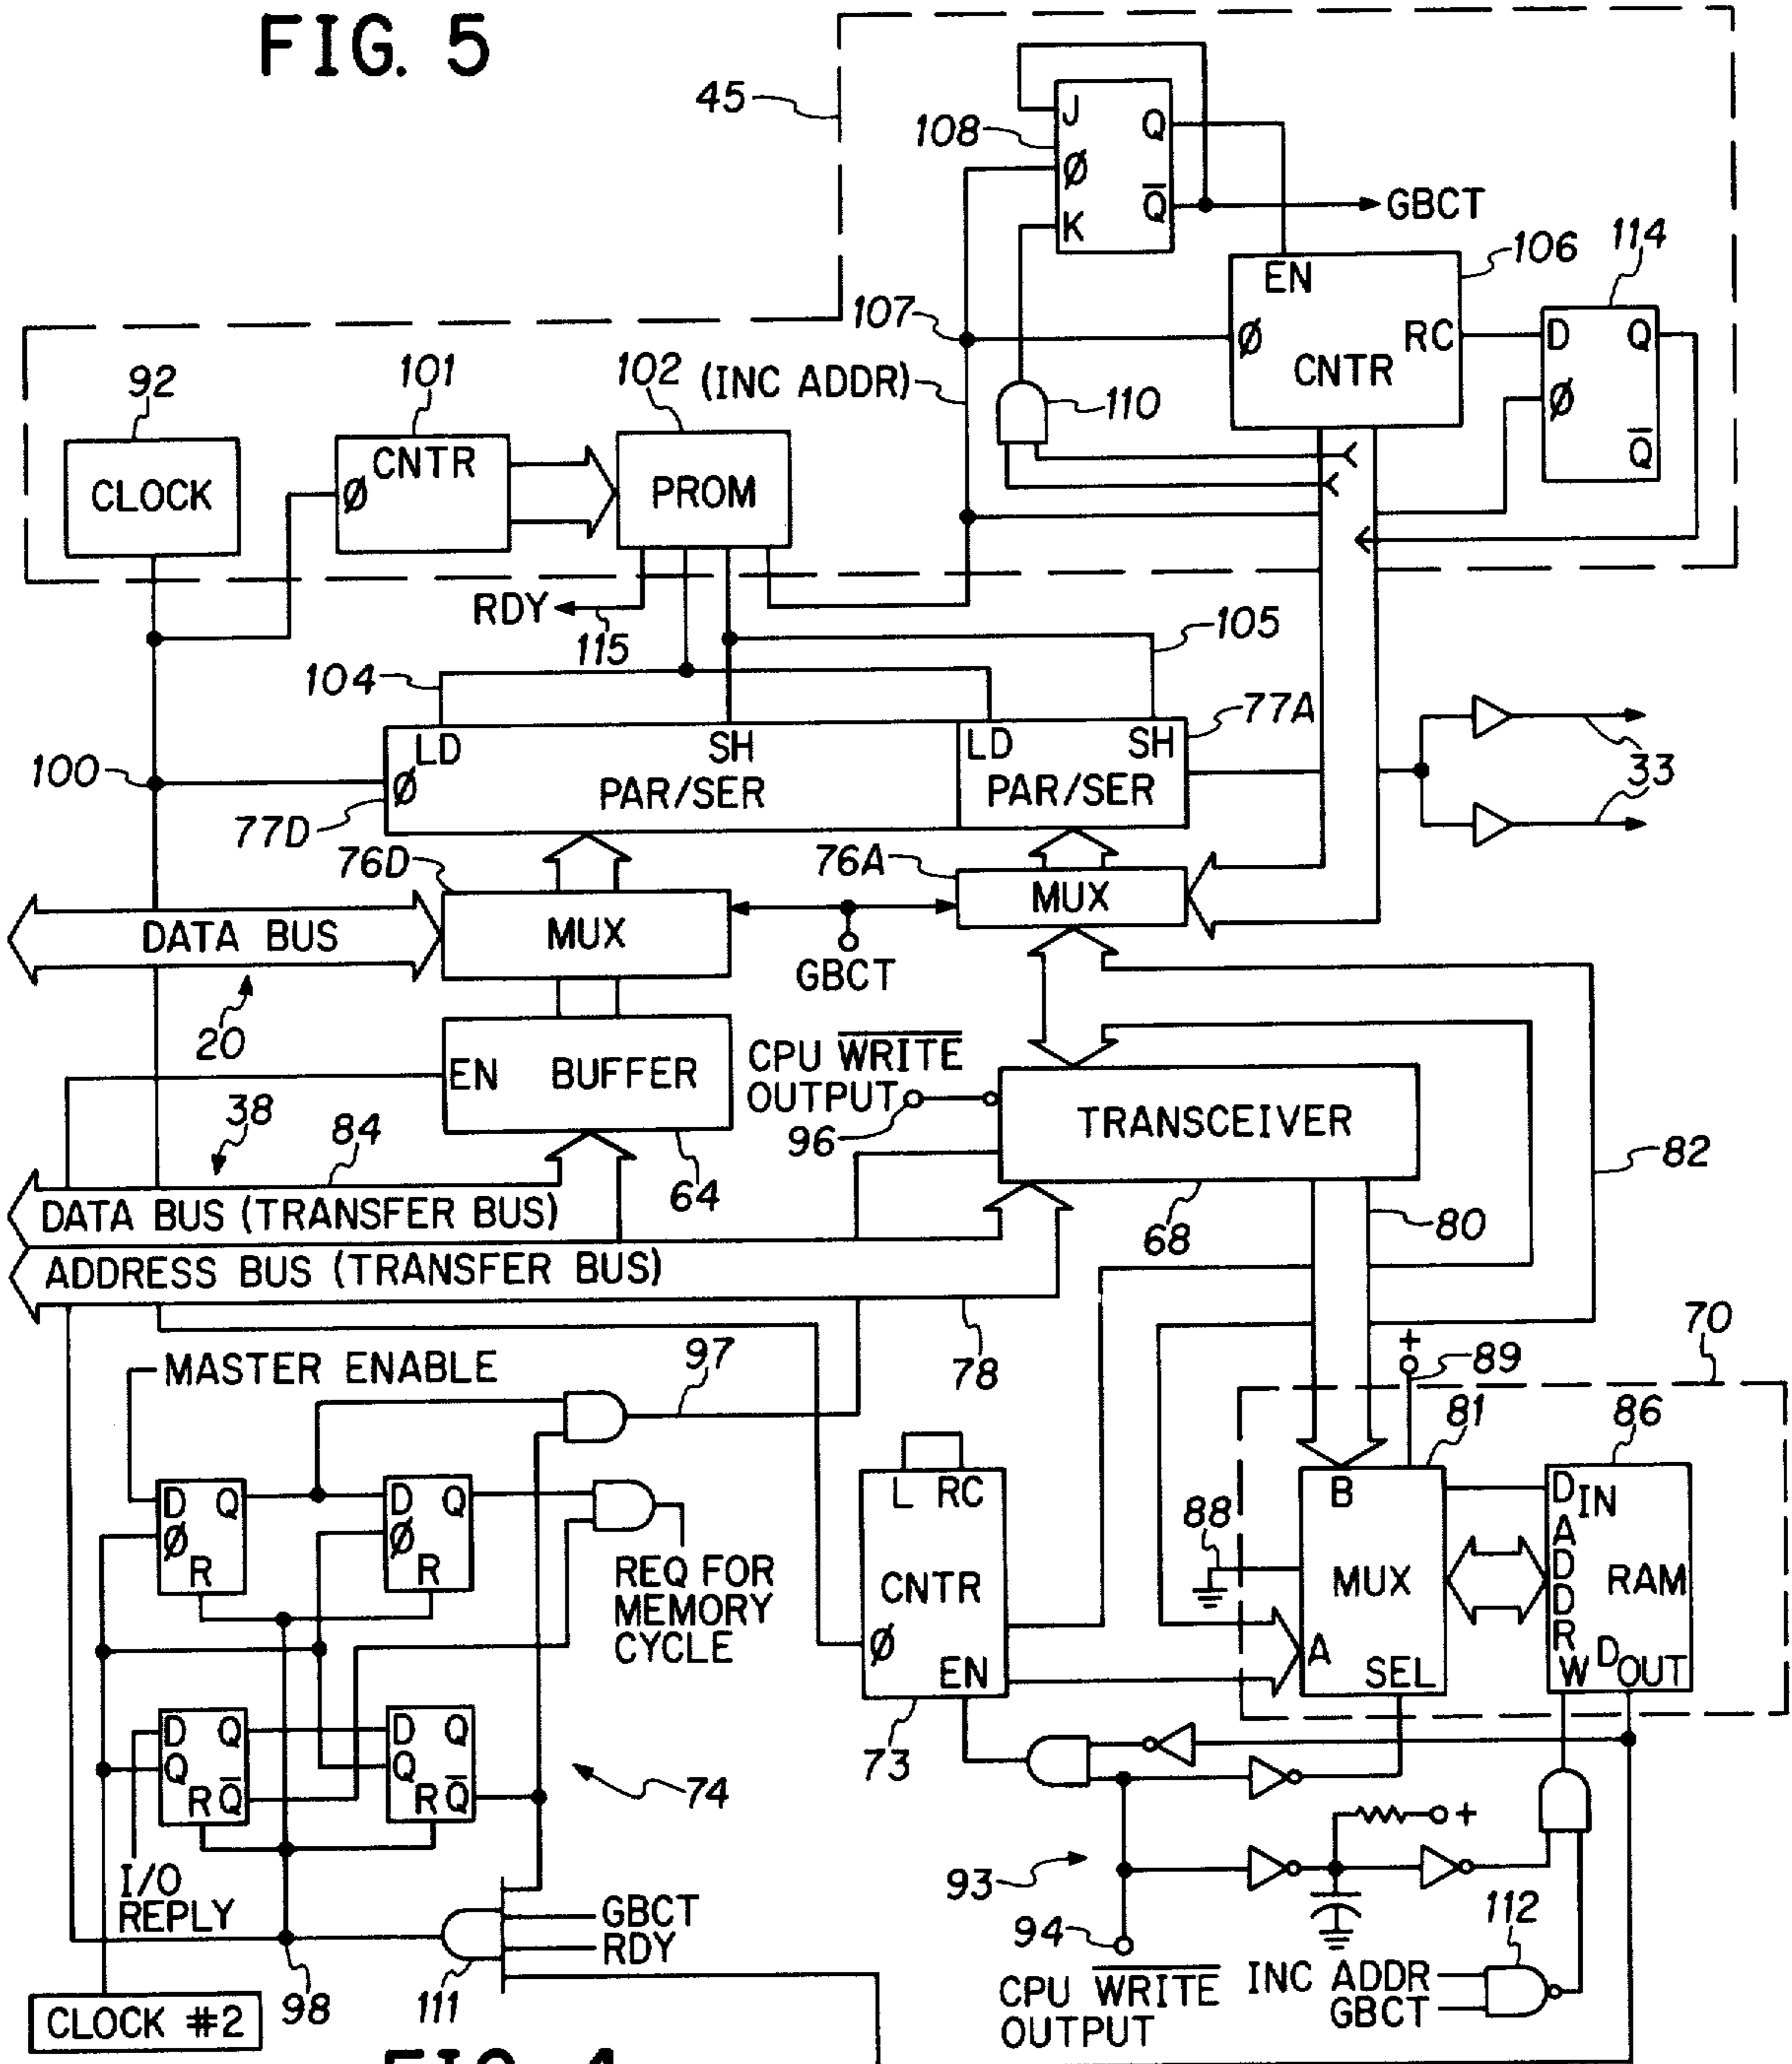 FIG. 5
45
108
J
Q
Ø
Q̅
K
GBCT
106
114
EN
107
Ø
RC
CNTR
D
Q
Ø
Q̅
92
101
102
(INC ADDR)
110
CLOCK
CNTR
Ø
PROM
RDY
115
105
104
77A
LD
SH
LD
SH
100
Ø
PAR/SER
PAR/SER
33
77D
76D
76A
DATA BUS
MUX
MUX
GBCT
20
CPU W̅R̅I̅T̅E̅
OUTPUT
EN
BUFFER
96
TRANSCEIVER
38
84
82
64
DATA BUS (TRANSFER BUS)
68
80
ADDRESS BUS (TRANSFER BUS)
70
MASTER ENABLE
97
78
+
89
81
86
D
Q
Ø
R
D
Q
Ø
R
L
RC
B
DIN
ADDR
88
REQ FOR
MEMORY
CYCLE
CNTR
MUX
RAM
Ø
EN
A
SEL
W
DOUT
D
Q
Q
R
Q̅
D
Q
Q
R
Q̅
74
73
+
I/O
REPLY
93
GBCT
RDY
94
112
98
111
CPU W̅R̅I̅T̅E̅
OUTPUT
INC ADDR
GBCT
CLOCK #2